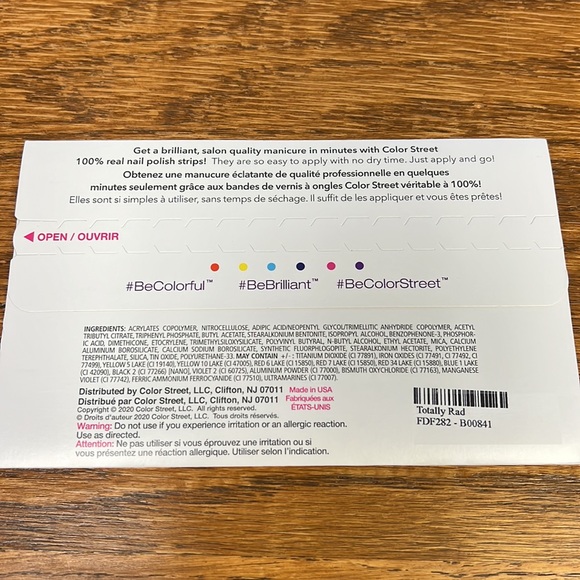 Get a brilliant, salon quality manicure in minutes with Color Street
100% real nail polish strips! They are so easy to apply with no dry time. Just apply and go!
Obtenez une manucure éclatante de qualité professionnelle en quelques
minutes seulement grâce aux bandes de vernis à ongles Color Street véritable à 100%!
Elles sont si simples à utiliser, sans temps de séchage. Il suffit de les appliquer et vous êtes prêtes!
OPEN / OUVRIR
#BeColorful™ #BeBrilliant™ #BeColorStreet™
INGREDIENTS: ACRYLATES COPOLYMER, NITROCELLULOSE, ADIPIC ACID/NEOPENTYL GLYCOL/TRIMELLITIC ANHYDRIDE COPOLYMER, ACETYL
TRIBUTYL CITRATE, TRIPHENYL PHOSPHATE, BUTYL ACETATE, STEARALKONIUM BENTONITE, ISOPROPYL ALCOHOL, BENZOPHENONE-3, PHOSPHOR-
IC ACID, DIMETHICONE, ETOCRYLENE, TRIMETHYLSILOXYSILICATE, POLYVINYL BUTYRAL, N-BUTYL ALCOHOL, ETHYL ACETATE, MICA, CALCIUM
ALUMINUM BOROSILICATE, CALCIUM SODIUM BOROSILICATE, SYNTHETIC FLUORPHLOGOPITE, STEARALKONIUM HECTORITE, POLYETHYLENE
TEREPHTHALATE, SILICA, TIN OXIDE, POLYURETHANE-33. MAY CONTAIN +/- : TITANIUM DIOXIDE (CI 77891), IRON OXIDES (CI 77491, CI 77492, CI
77499), YELLOW 5 LAKE (CI 19140), YELLOW 10 LAKE (CI 47005), RED 6 LAKE (CI 15850), RED 7 LAKE (CI 15850), RED 34 LAKE (CI 15880), BLUE 1 LAKE
(CI 42090), BLACK 2 (CI 77266) [NANO], VIOLET 2 (CI 60725), ALUMINUM POWDER (CI 77000), BISMUTH OXYCHLORIDE (CI 77163), MANGANESE
VIOLET (CI 77742), FERRIC AMMONIUM FERROCYANIDE (CI 77510), ULTRAMARINES (CI 77007).
Distributed by Color Street, LLC, Clifton, NJ 07011
Distribué par Color Street, LLC, Clifton, NJ 07011
Copyright © 2020 Color Street, LLC. All rights reserved.
© Droits d'auteur 2020 Color Street, LLC. Tous droits réservés.
Made in USA
Fabriquées aux
ÉTATS-UNIS
Warning: Do not use if you experience irritation or an allergic reaction.
Use as directed.
Attention: Ne pas utiliser si vous éprouvez une irritation ou si
vous présentez une réaction allergique. Utiliser selon l'indication.
Totally Rad
FDF282 - B00841